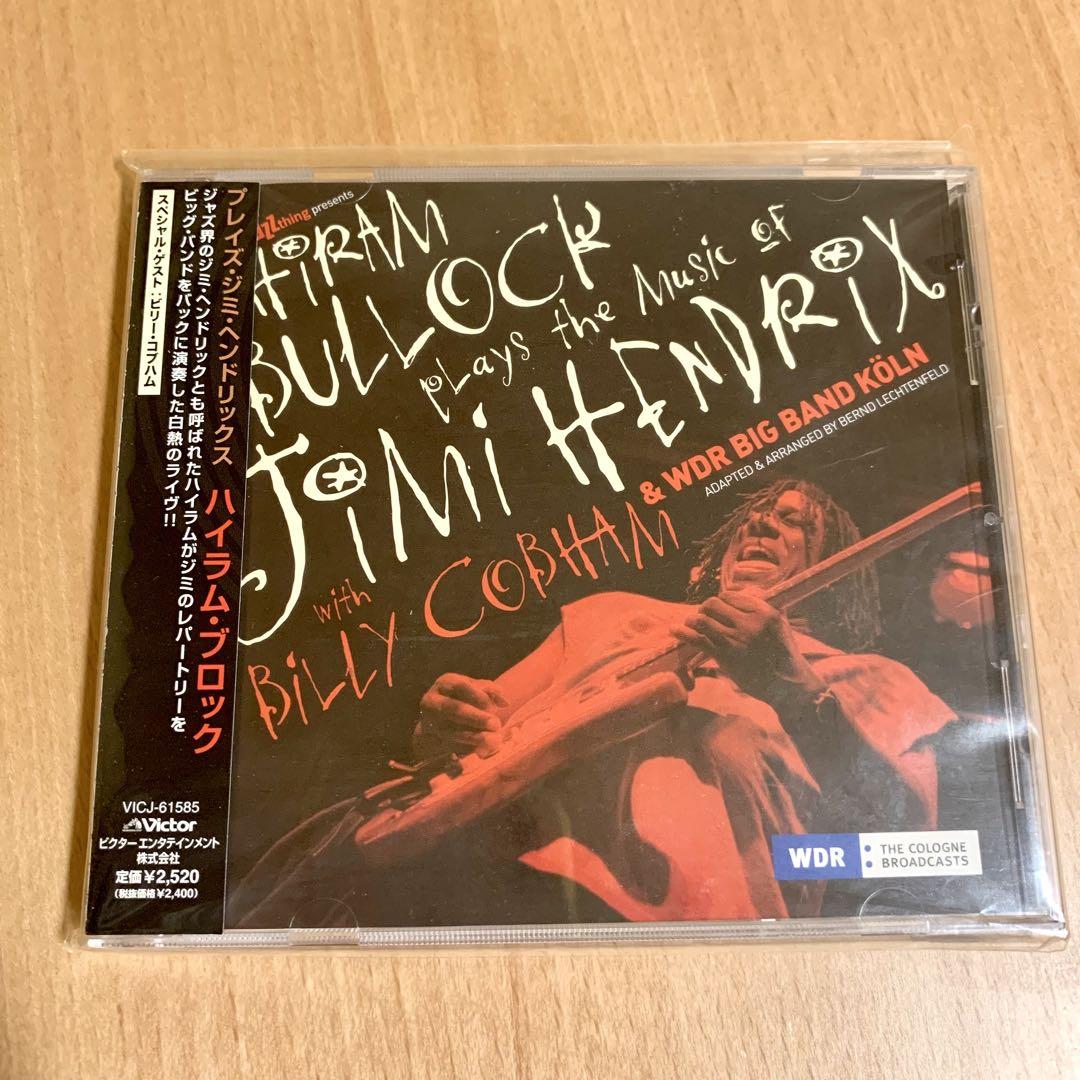 プレイズ・ジミ・ヘンドリックス ハイラム・ブロック
ジャズ界のジミ・ヘンドリックとも呼ばれたハイラムがジミのレパートリーを
ビッグ・バンドをバックに演奏した白熱のライヴ!!
スペシャル・ゲスト:ビリー・コブハム
VICJ-61585
Victor
ビクターエンタテインメント
株式会社
定価¥2,520
(税抜価格¥2,400)
thing presents
HIRAM
BULLOCK
PLAYS the MUSIC OF
JIMI HENDRIX
with
BILLY COBHAM
& WDR BIG BAND KÖLN
ADAPTED & ARRANGED BY BERND LECHTENFELD
WDR: THE COLOGNE
BROADCASTS